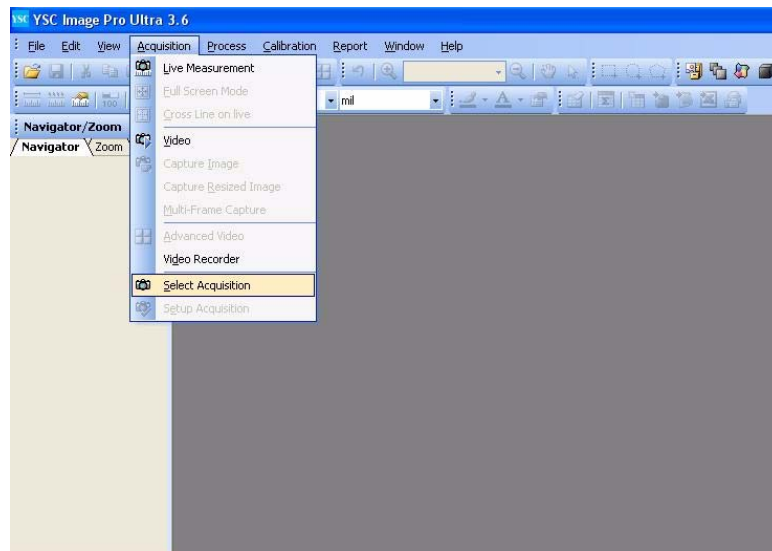 YSC YSC Image Pro Ultra 3.6
File Edit View Acquisition Process Calibration Report Window Help
Live Measurement
Full Screen Mode
100
mil
Cross Line on live
Navigator/Zoom
Navigator Zoom
Video
Capture Image
Capture Resized Image
Multi-Frame Capture
Advanced Video
Video Recorder
Select Acquisition
Setup Acquisition